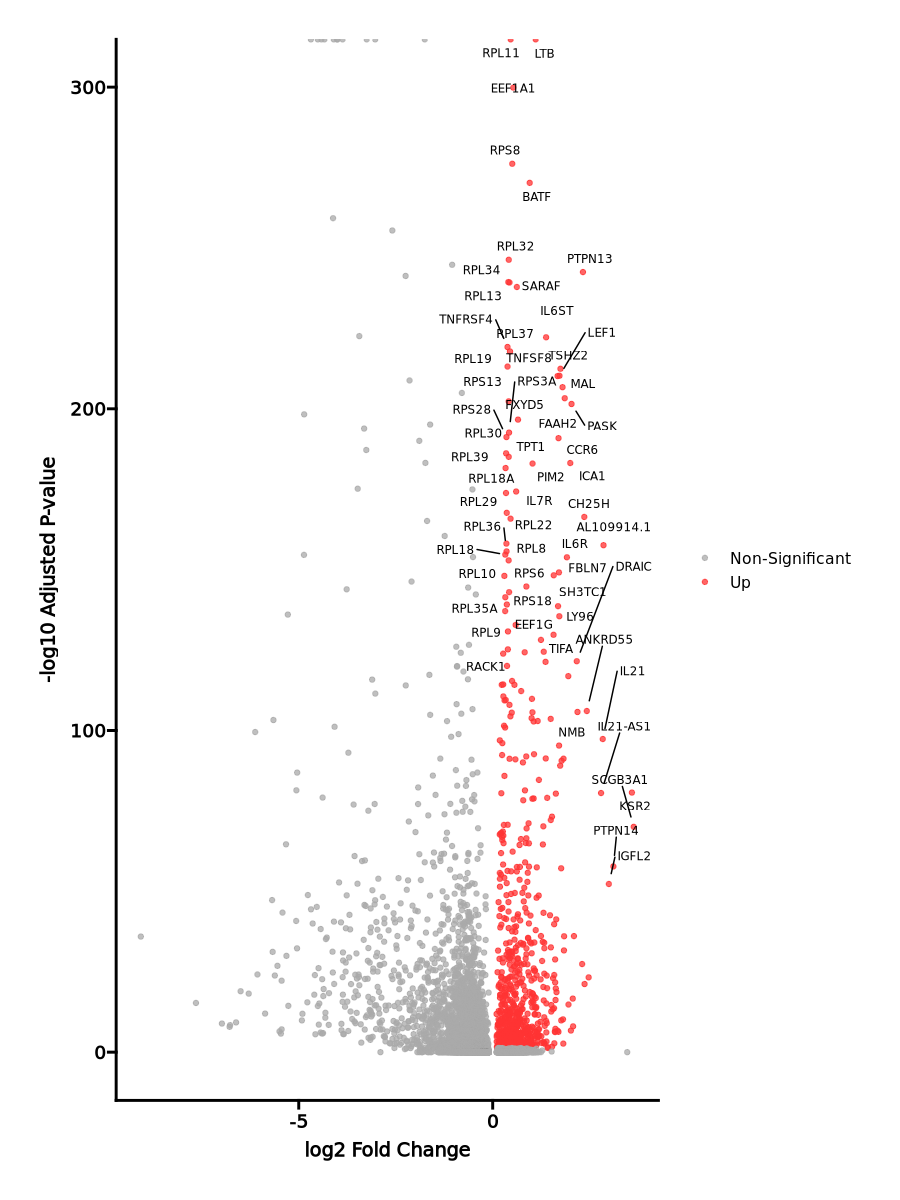 RPL11 LTB
300
EEF1A1
RPS8
BATF
RPL32
PTPN13
RPL34
SARAF
RPL13
IL6ST
TNFRSF4
RPL37
LEF1
RPL19
TNFSF8
TSHZ2
RPS13
RPS3A
MAL
FXYD5
200
RPS28
FAAH2
PASK
RPL30
TPT1
CCR6
RPL39
RPL18A
PIM2
ICA1
RPL29
IL7R
CH25H
RPL36
RPL22
AL109914.1
RPL18
RPL8
IL6R
Non-Significant
RPL10
RPS6
FBLN7
DRAIC
Up
SH3TC1
RPS18
RPL35A
LY96
EEF1G
RPL9
ANKRD55
TIFA
RACK1
IL21
100
NMB
IL21-AS1
SCGB3A1
KSR2
PTPN14
IGFL2
0
-5
0
log2 Fold Change
-log10 Adjusted P-value